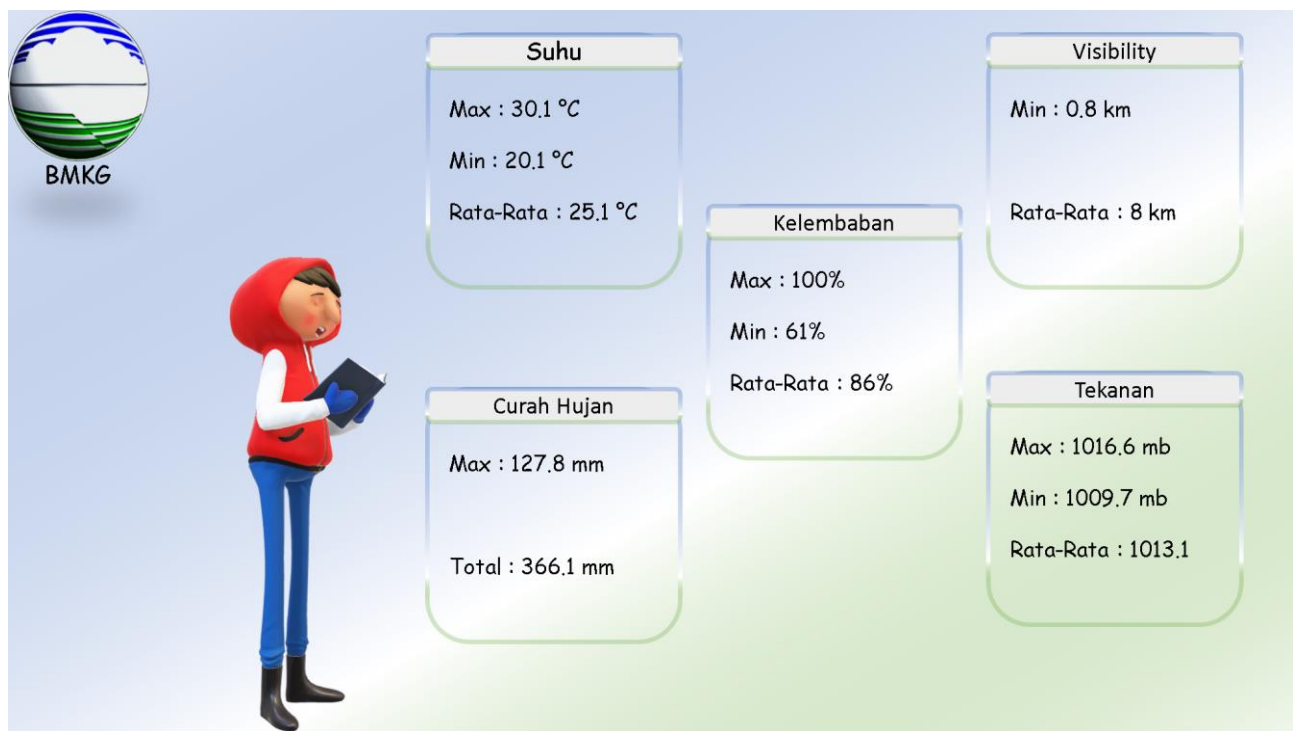 BMKG
Suhu
Max : 30.1 °C
Min : 20.1 °C
Rata-Rata : 25.1 °C
Curah Hujan
Max : 127.8 mm
Total : 366.1 mm
Kelembaban
Max : 100%
Min : 61%
Rata-Rata : 86%
Visibility
Min : 0.8 km
Rata-Rata : 8 km
Tekanan
Max : 1016.6 mb
Min : 1009.7 mb
Rata-Rata : 1013.1